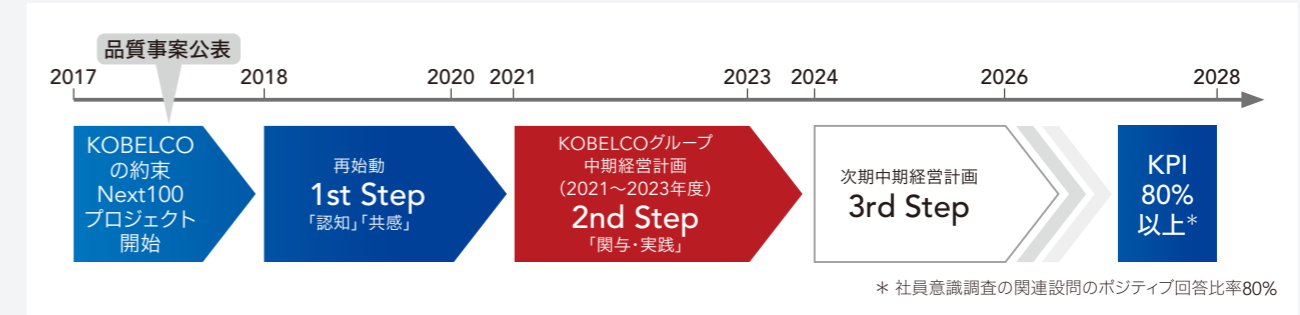 品質事案公表
2017 2018 2020 2021 2023 2024 2026 2028
KOBELCO
の約束
Next100
プロジェクト
開始
再始動
1st Step
「認知」「共感」
KOBELCOグループ
中期経営計画
（2021～2023年度）
2nd Step
「関与・実践」
次期中期経営計画
3rd Step
KPI
80%
以上＊
＊ 社員意識調査の関連設問のポジティブ回答比率80%